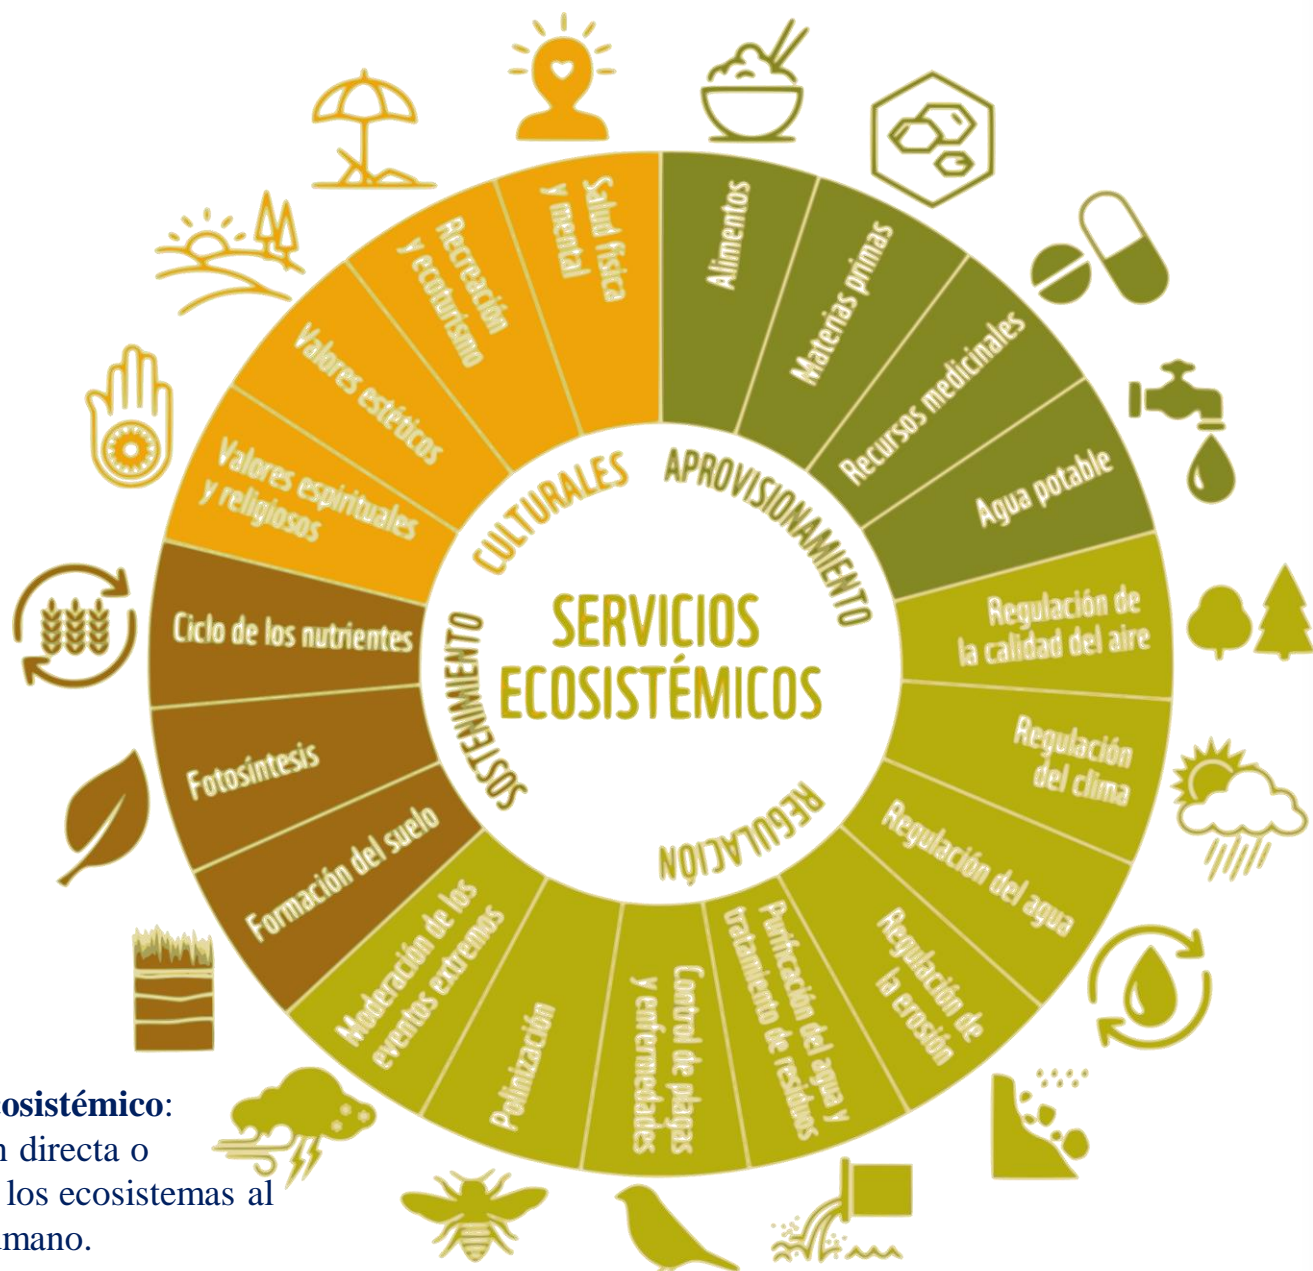 SERVICIOS
ECOSISTÉMICOS
CULTURALES
APROVISIONAMIENTO
REGULACIÓN
SOSTENIMIENTO
Alimentos
Materias primas
Recursos medicinales
Agua potable
Regulación de
la calidad del aire
Regulación
del clima
Regulación del agua
Regulación de
la erosión
Purificación del agua y
tratamiento de residuos
Control de plagas
y enfermedades
Polinización
Moderación de los
eventos extremos
Formación del suelo
Fotosíntesis
Ciclo de los nutrientes
Valores espirituales
y religiosos
Valores estéticos
Recreación
y ecoturismo
Salud física
y mental
cosistémico:
n directa o
los ecosistemas al
umano.